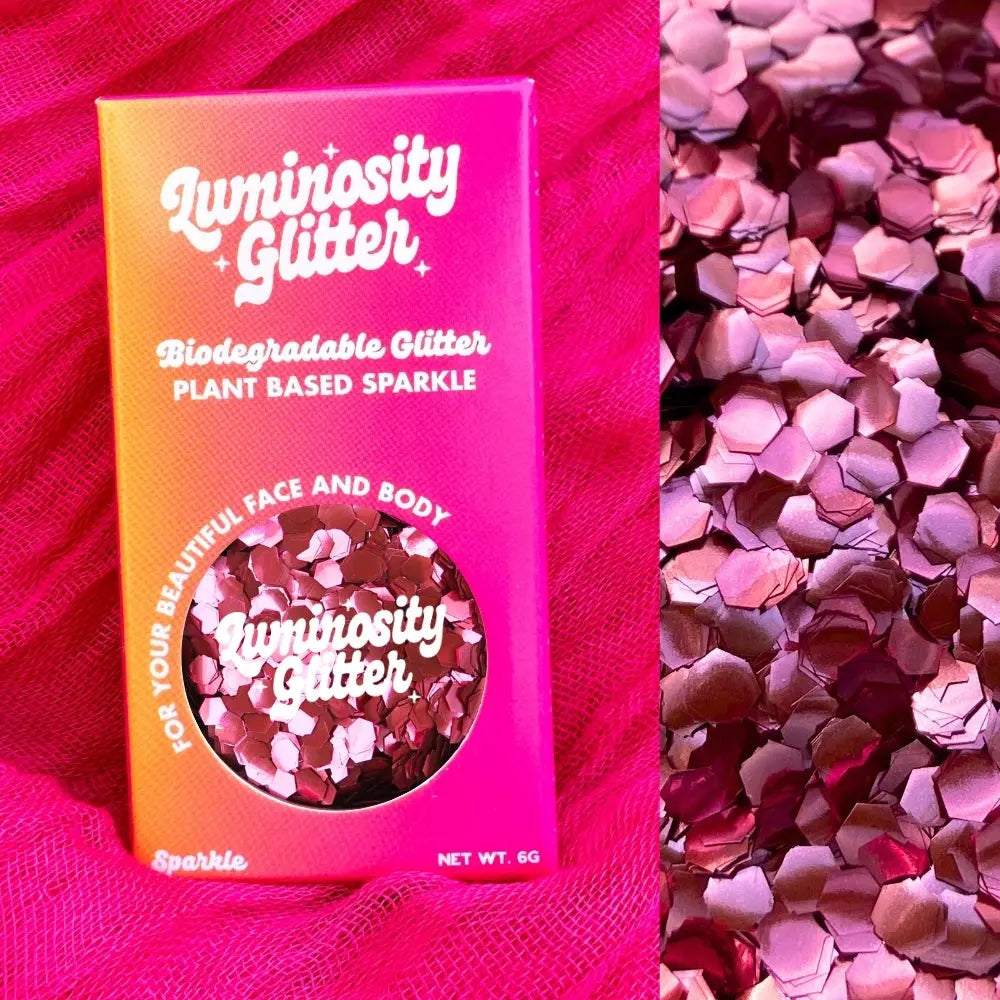 Luminosity
Glitter
Biodegradable Glitter
PLANT BASED SPARKLE
FOR YOUR BEAUTIFUL FACE AND BODY
Luminosity
Glitter
Sparkle
NET WT. 6G